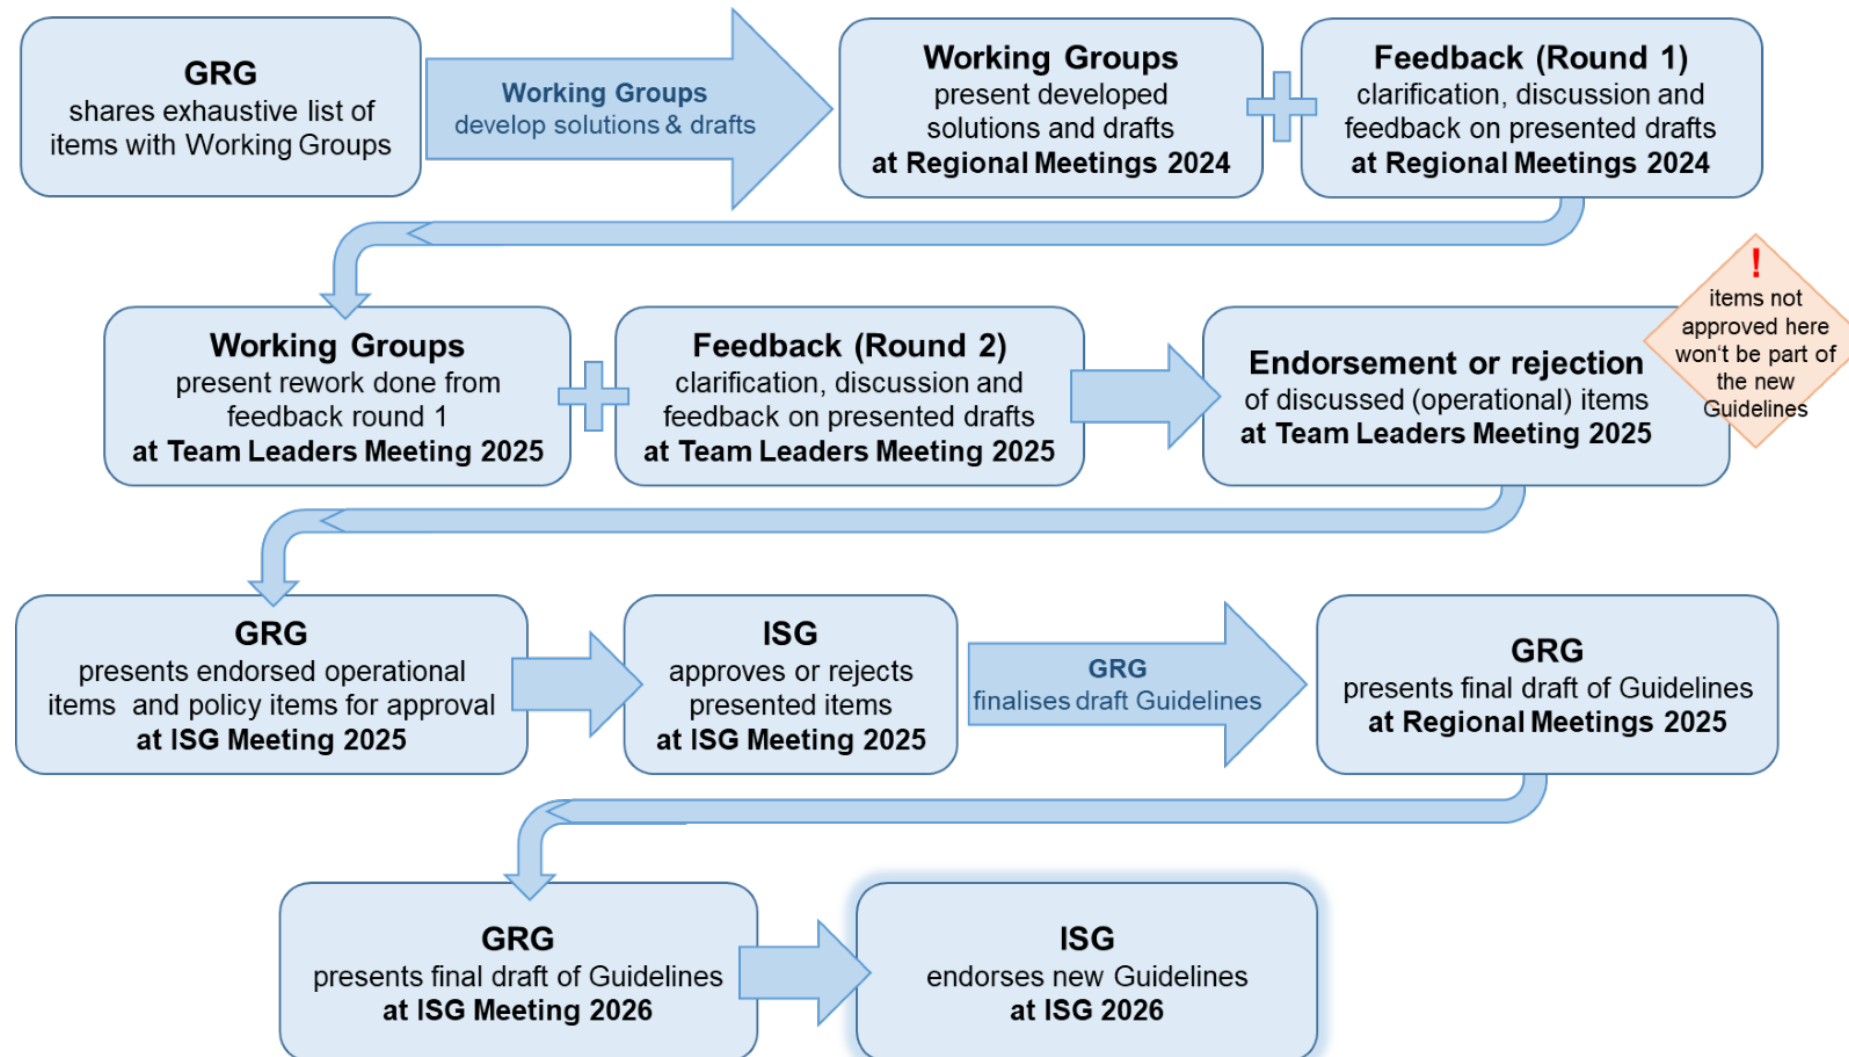 GRG
shares exhaustive list of
items with Working Groups
Working Groups
develop solutions & drafts
Working Groups
present developed
solutions and drafts
at Regional Meetings 2024
Feedback (Round 1)
clarification, discussion and
feedback on presented drafts
at Regional Meetings 2024
Working Groups
present rework done from
feedback round 1
at Team Leaders Meeting 2025
Feedback (Round 2)
clarification, discussion and
feedback on presented drafts
at Team Leaders Meeting 2025
Endorsement or rejection
of discussed (operational) items
at Team Leaders Meeting 2025
!
items not
approved here
won't be part of
the new
Guidelines
GRG
presents endorsed operational
items and policy items for approval
at ISG Meeting 2025
ISG
approves or rejects
presented items
at ISG Meeting 2025
GRG
finalises draft Guidelines
GRG
presents final draft of Guidelines
at Regional Meetings 2025
GRG
presents final draft of Guidelines
at ISG Meeting 2026
ISG
endorses new Guidelines
at ISG 2026